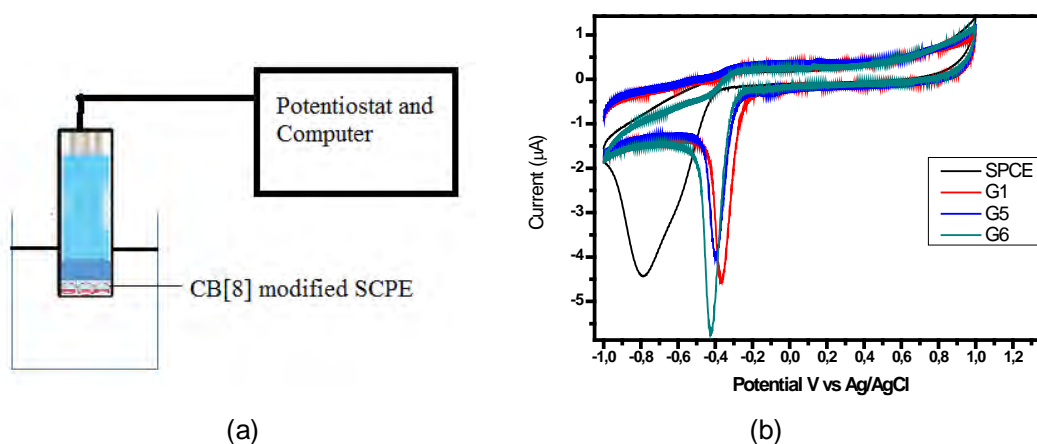 Potentiostat and
Computer
CB[8] modified SCPE
(a)
Current (µA)
1
0
-1
-2
-3
-4
-5
SPCE
G1
G5
G6
-1,0 -0,8 -0,6 -0,4 -0,2 0,0 0,2 0,4 0,6 0,8 1,0 1,2
Potential V vs Ag/AgCl
(b)